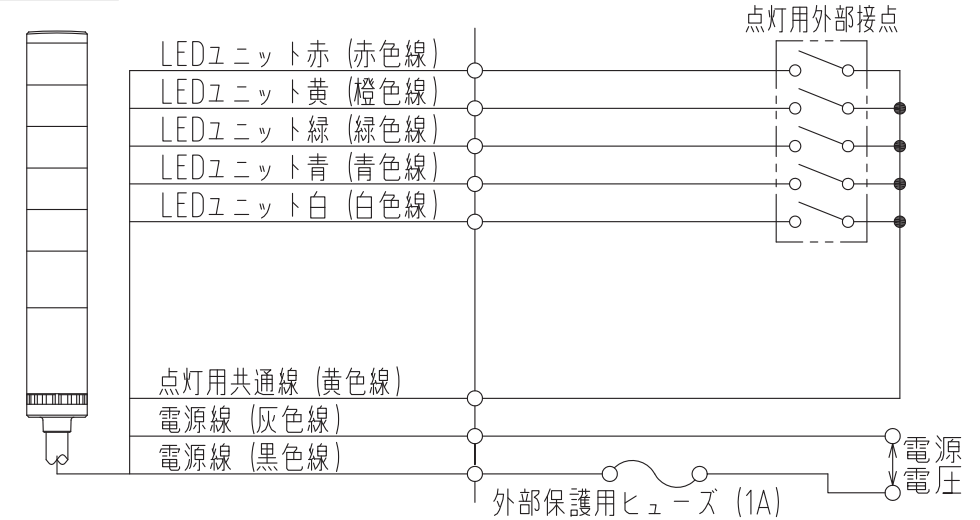 点灯用外部接点
LEDユニット赤 (赤色線)
LEDユニット黄 (橙色線)
LEDユニット緑 (緑色線)
LEDユニット青 (青色線)
LEDユニット白 (白色線)
点灯用共通線 (黄色線)
電源線 (灰色線)
電源線 (黒色線)
電源
電圧
外部保護用ヒューズ (1A)